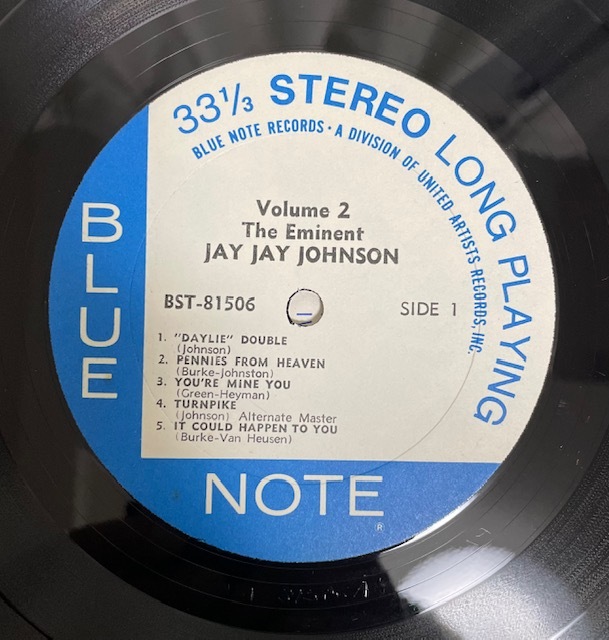 33⅓ STEREO LONG PLAYING
BLUE NOTE RECORDS · A DIVISION OF UNITED ARTISTS RECORDS, INC.
BLUE
Volume 2
The Eminent
JAY JAY JOHNSON
BST-81506
SIDE 1
1. "DAYLIE" DOUBLE
(Johnson)
2. PENNIES FROM HEAVEN
(Burke-Johnston)
3. YOU'RE MINE YOU
(Green-Heyman)
4. TURNPIKE
(Johnson) Alternate Master
5. IT COULD HAPPEN TO YOU
(Burke-Van Heusen)
NOTE
®